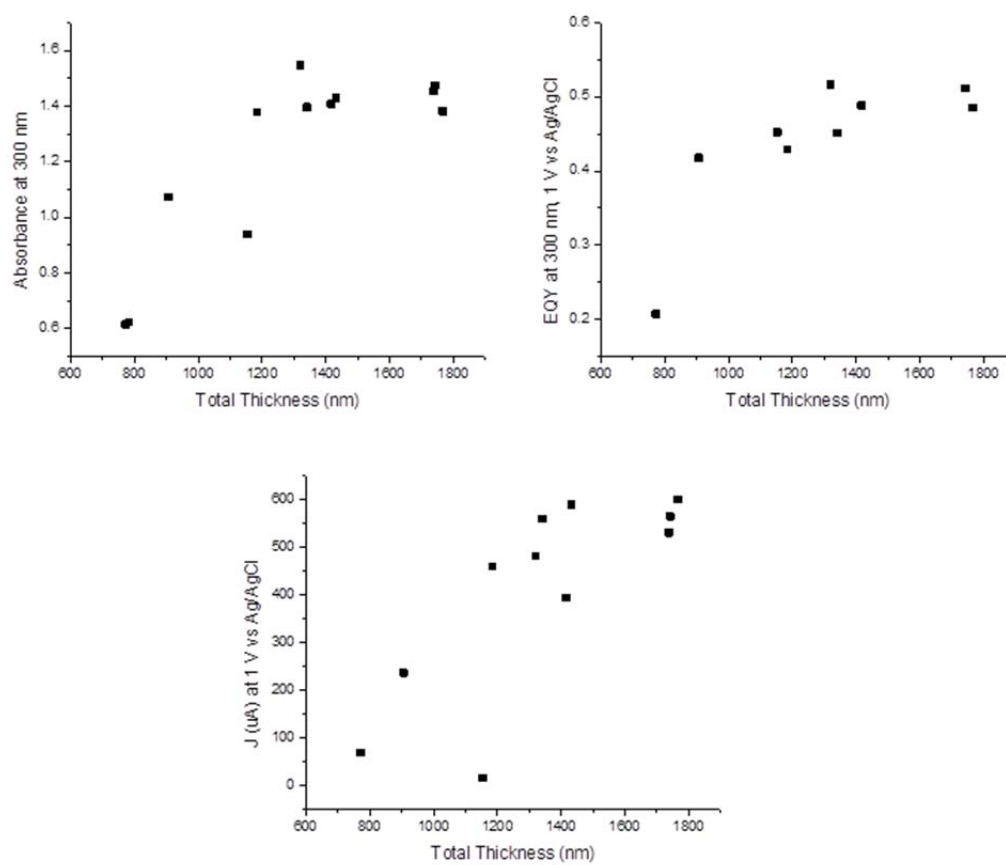 Absorbance at 300 nm
1.6
1.4
1.2
1.0
0.8
0.6
600 800 1000 1200 1400 1600 1800
Total Thickness (nm)
EQY at 300 nm, 1 V vs Ag/AgCl
0.6
0.5
0.4
0.3
0.2
600 800 1000 1200 1400 1600 1800
Total Thickness (nm)
J (uA) at 1 V vs Ag/AgCl
600
500
400
300
200
100
0
600 800 1000 1200 1400 1600 1800
Total Thickness (nm)